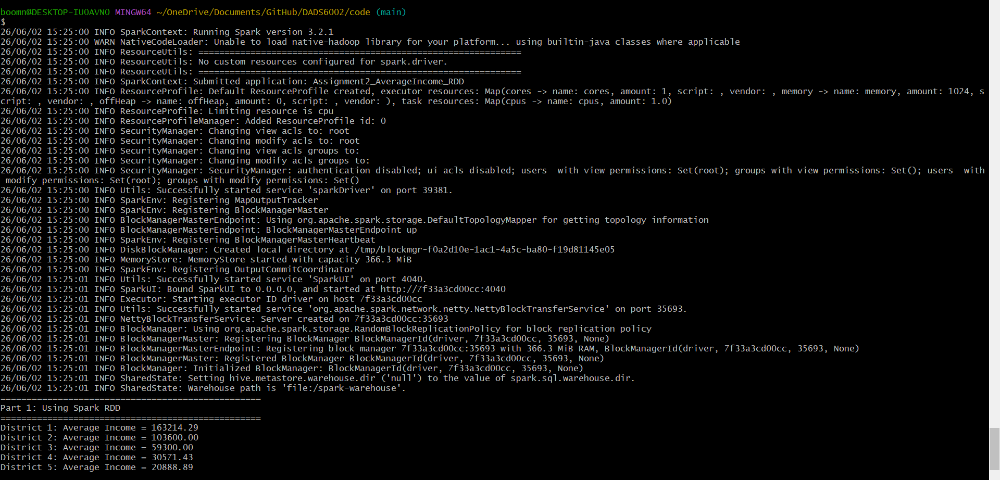 boomn@DESKTOP-IU0AVN0 MINGW64 ~/OneDrive/Documents/GitHub/DADS6002/code (main)
$
26/06/02 15:25:00 INFO SparkContext: Running Spark version 3.2.1
26/06/02 15:25:00 WARN NativeCodeLoader: Unable to load native-hadoop library for your platform... using builtin-java classes where applicable
26/06/02 15:25:00 INFO ResourceUtils: ==============================================================
26/06/02 15:25:00 INFO ResourceUtils: No custom resources configured for spark.driver.
26/06/02 15:25:00 INFO ResourceUtils: ==============================================================
26/06/02 15:25:00 INFO SparkContext: Submitted application: Assignment2_AverageIncome_RDD
26/06/02 15:25:00 INFO ResourceProfile: Default ResourceProfile created, executor resources: Map(cores -> name: cores, amount: 1, script: , vendor: , memory -> name: memory, amount: 1024, s
cript: , vendor: , offHeap -> name: offHeap, amount: 0, script: , vendor: ), task resources: Map(cpus -> name: cpus, amount: 1.0)
26/06/02 15:25:00 INFO ResourceProfile: Limiting resource is cpu
26/06/02 15:25:00 INFO ResourceProfileManager: Added ResourceProfile id: 0
26/06/02 15:25:00 INFO SecurityManager: Changing view acls to: root
26/06/02 15:25:00 INFO SecurityManager: Changing modify acls to: root
26/06/02 15:25:00 INFO SecurityManager: Changing view acls groups to:
26/06/02 15:25:00 INFO SecurityManager: Changing modify acls groups to:
26/06/02 15:25:00 INFO SecurityManager: SecurityManager: authentication disabled; ui acls disabled; users  with view permissions: Set(root); groups with view permissions: Set(); users  with
 modify permissions: Set(root); groups with modify permissions: Set()
26/06/02 15:25:00 INFO Utils: Successfully started service 'sparkDriver' on port 39381.
26/06/02 15:25:00 INFO SparkEnv: Registering MapOutputTracker
26/06/02 15:25:00 INFO SparkEnv: Registering BlockManagerMaster
26/06/02 15:25:00 INFO BlockManagerMasterEndpoint: Using org.apache.spark.storage.DefaultTopologyMapper for getting topology information
26/06/02 15:25:00 INFO BlockManagerMasterEndpoint: BlockManagerMasterEndpoint up
26/06/02 15:25:00 INFO SparkEnv: Registering BlockManagerMasterHeartbeat
26/06/02 15:25:00 INFO DiskBlockManager: Created local directory at /tmp/blockmgr-f0a2d10e-1ac1-4a5c-ba80-f19d81145e05
26/06/02 15:25:00 INFO MemoryStore: MemoryStore started with capacity 366.3 MiB
26/06/02 15:25:00 INFO SparkEnv: Registering OutputCommitCoordinator
26/06/02 15:25:01 INFO Utils: Successfully started service 'SparkUI' on port 4040.
26/06/02 15:25:01 INFO SparkUI: Bound SparkUI to 0.0.0.0, and started at http://7f33a3cd00cc:4040
26/06/02 15:25:01 INFO Executor: Starting executor ID driver on host 7f33a3cd00cc
26/06/02 15:25:01 INFO Utils: Successfully started service 'org.apache.spark.network.netty.NettyBlockTransferService' on port 35693.
26/06/02 15:25:01 INFO NettyBlockTransferService: Server created on 7f33a3cd00cc:35693
26/06/02 15:25:01 INFO BlockManager: Using org.apache.spark.storage.RandomBlockReplicationPolicy for block replication policy
26/06/02 15:25:01 INFO BlockManagerMaster: Registering BlockManager BlockManagerId(driver, 7f33a3cd00cc, 35693, None)
26/06/02 15:25:01 INFO BlockManagerMasterEndpoint: Registering block manager 7f33a3cd00cc:35693 with 366.3 MiB RAM, BlockManagerId(driver, 7f33a3cd00cc, 35693, None)
26/06/02 15:25:01 INFO BlockManagerMaster: Registered BlockManager BlockManagerId(driver, 7f33a3cd00cc, 35693, None)
26/06/02 15:25:01 INFO BlockManager: Initialized BlockManager: BlockManagerId(driver, 7f33a3cd00cc, 35693, None)
26/06/02 15:25:01 INFO SharedState: Setting hive.metastore.warehouse.dir ('null') to the value of spark.sql.warehouse.dir.
26/06/02 15:25:01 INFO SharedState: Warehouse path is 'file:/spark-warehouse'.
==================================================
Part 1: Using Spark RDD
==================================================
District 1: Average Income = 163214.29
District 2: Average Income = 103600.00
District 3: Average Income = 59300.00
District 4: Average Income = 30571.43
District 5: Average Income = 20888.89